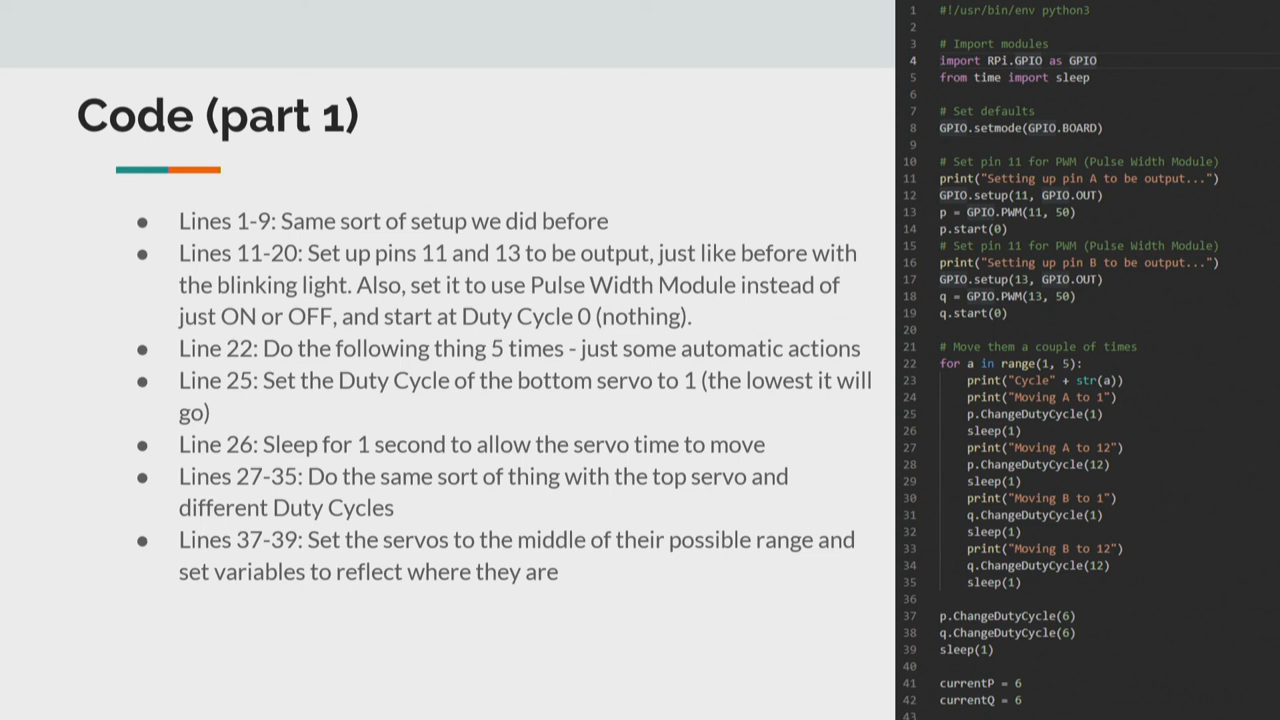 Code (part 1)
● Lines 1-9: Same sort of setup we did before
● Lines 11-20: Set up pins 11 and 13 to be output, just like before with
the blinking light. Also, set it to use Pulse Width Module instead of
just ON or OFF, and start at Duty Cycle 0 (nothing).
● Line 22: Do the following thing 5 times - just some automatic actions
● Line 25: Set the Duty Cycle of the bottom servo to 1 (the lowest it will
go)
● Line 26: Sleep for 1 second to allow the servo time to move
● Lines 27-35: Do the same sort of thing with the top servo and
different Duty Cycles
● Lines 37-39: Set the servos to the middle of their possible range and
set variables to reflect where they are
1 #!/usr/bin/env python3
2
3 # Import modules
4 import RPi.GPIO as GPIO
5 from time import sleep
6
7 # Set defaults
8 GPIO.setmode(GPIO.BOARD)
9
10 # Set pin 11 for PWM (Pulse Width Module)
11 print("Setting up pin A to be output...")
12 GPIO.setup(11, GPIO.OUT)
13 p = GPIO.PWM(11, 50)
14 p.start(0)
15 # Set pin 11 for PWM (Pulse Width Module)
16 print("Setting up pin B to be output...")
17 GPIO.setup(13, GPIO.OUT)
18 q = GPIO.PWM(13, 50)
19 q.start(0)
20
21 # Move them a couple of times
22 for a in range(1, 5):
23 print("Cycle" + str(a))
24 print("Moving A to 1")
25 p.ChangeDutyCycle(1)
26 sleep(1)
27 print("Moving A to 12")
28 p.ChangeDutyCycle(12)
29 sleep(1)
30 print("Moving B to 1")
31 q.ChangeDutyCycle(1)
32 sleep(1)
33 print("Moving B to 12")
34 q.ChangeDutyCycle(12)
35 sleep(1)
36
37 p.ChangeDutyCycle(6)
38 q.ChangeDutyCycle(6)
39 sleep(1)
40
41 currentP = 6
42 currentQ = 6
43